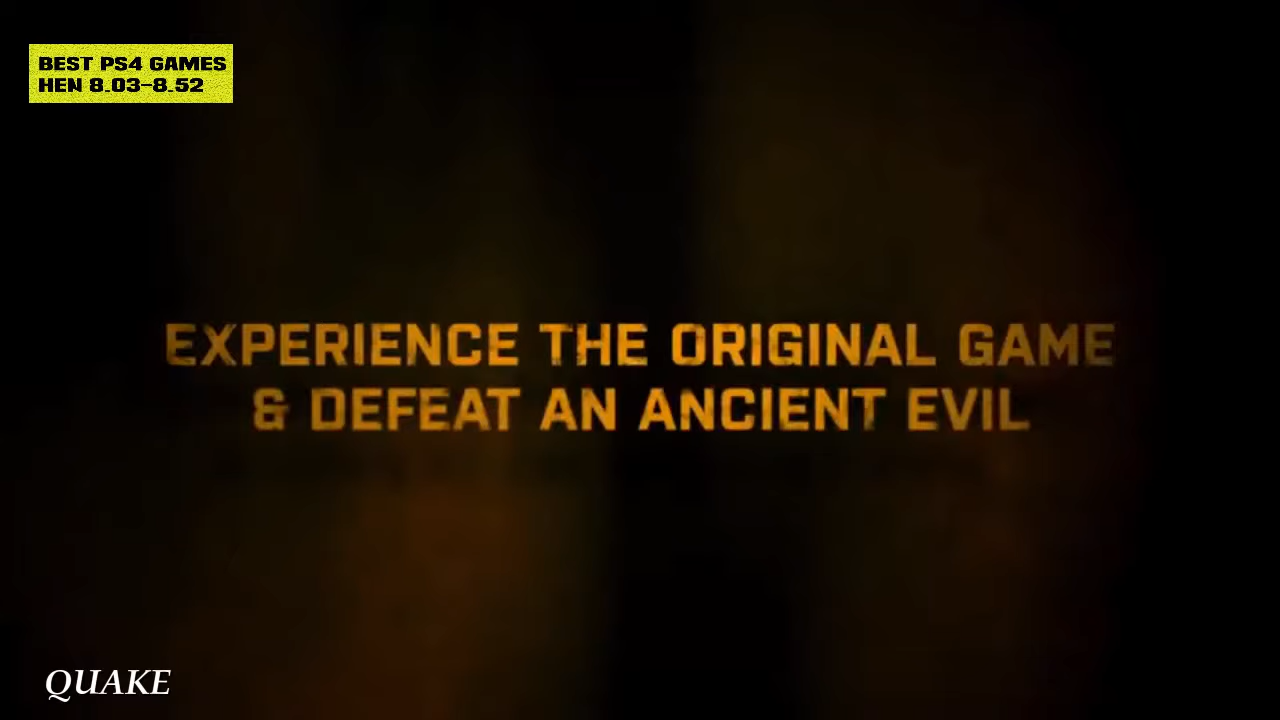 BEST PS4 GAMES
HEN 8.03-8.52
EXPERIENCE THE ORIGINAL GAME
& DEFEAT AN ANCIENT EVIL
QUAKE